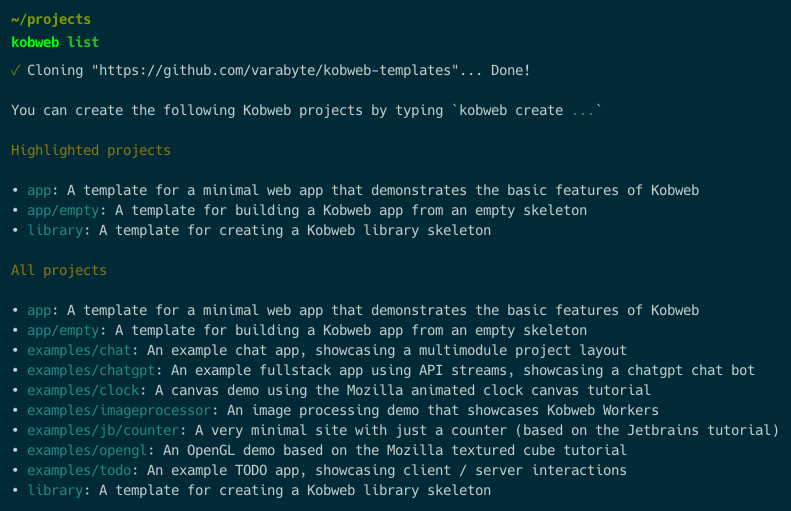 ~/projects
kobweb list
✓ Cloning "https://github.com/varabyte/kobweb-templates"... Done!
You can create the following Kobweb projects by typing `kobweb create ...`
Highlighted projects
• app: A template for a minimal web app that demonstrates the basic features of Kobweb
• app/empty: A template for building a Kobweb app from an empty skeleton
• library: A template for creating a Kobweb library skeleton
All projects
• app: A template for a minimal web app that demonstrates the basic features of Kobweb
• app/empty: A template for building a Kobweb app from an empty skeleton
• examples/chat: An example chat app, showcasing a multimodule project layout
• examples/chatgpt: An example fullstack app using API streams, showcasing a chatgpt chat bot
• examples/clock: A canvas demo using the Mozilla animated clock canvas tutorial
• examples/imageprocessor: An image processing demo that showcases Kobweb Workers
• examples/jb/counter: A very minimal site with just a counter (based on the Jetbrains tutorial)
• examples/opengl: An OpenGL demo based on the Mozilla textured cube tutorial
• examples/todo: An example TODO app, showcasing client / server interactions
• library: A template for creating a Kobweb library skeleton